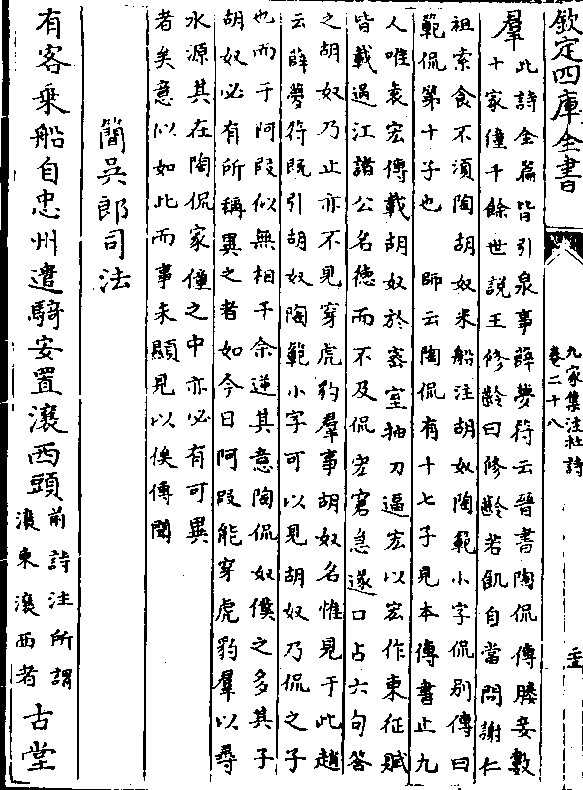 欽定四庫全書
九家集注杜詩
卷二十八
羣此詩全篇皆引泉事薛夢符云晉書陶侃傳媵妾數
十家僮千餘世說王修齡曰修齡若飢自當問謝仁
祖索食不須陶胡奴米船注胡奴陶範小字侃别傳曰
範侃第十子也 師云陶侃有十七子見本傳書止九
人唯袁宏傳載胡奴於密室抽刀逼宏以宏作東征賦
皆載過江諸公名德而不及侃宏窘急遂口占六句答
之胡奴乃止亦不見穿虎豹羣事胡奴名惟見于此趙
云薛夢符既引胡奴陶範小字可以見胡奴乃侃之子
也而于阿段似無相干余逆其意陶侃奴僕之多其子
胡奴必有所稱異之者如今日阿段能穿虎豹羣以尋
水源其在陶侃家僮之中亦必有可異
者矣意以如此而事未顯見以俟傳聞
簡吳郎司法
有客乗船自忠州遣騎安置瀼西頭前詩注所謂瀼東瀼西者古堂